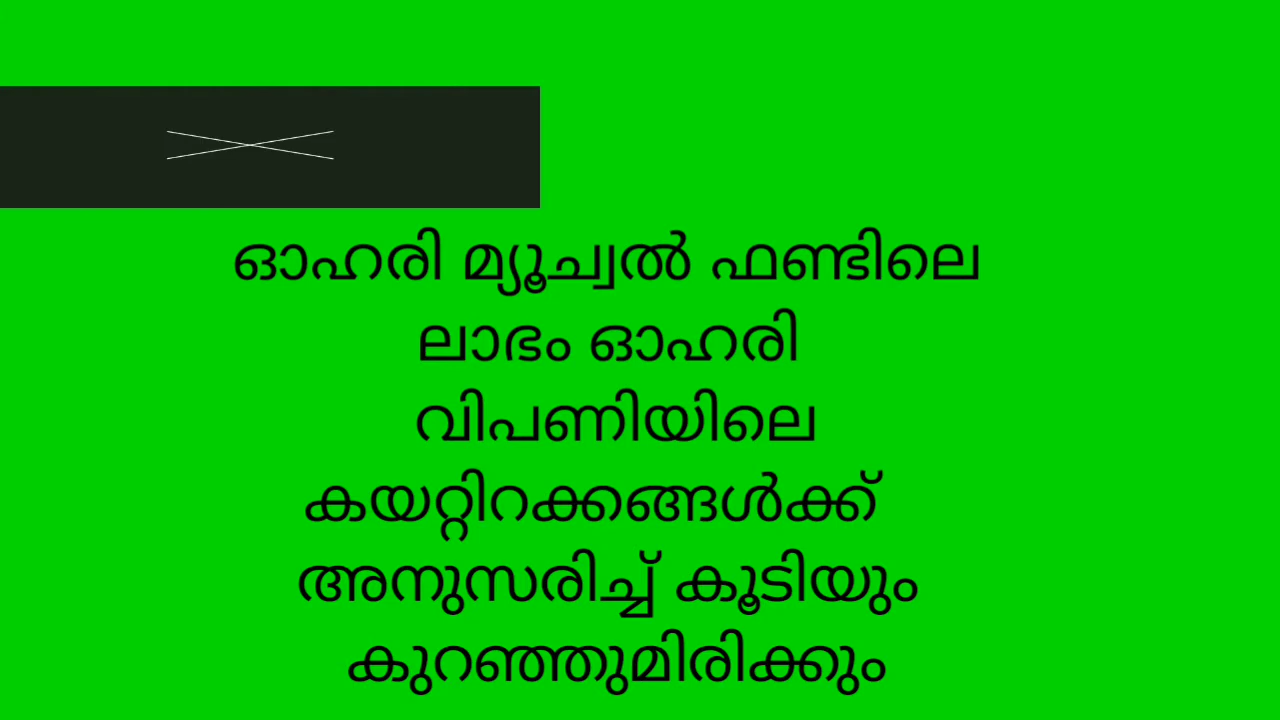 ഓഹരി മ്യൂച്വൽ ഫണ്ടിലെ
ലാഭം ഓഹരി
വിപണിയിലെ
കയറ്റിറക്കങ്ങൾക്ക്
അനുസരിച്ച് കൂടിയും
കുറഞ്ഞുമിരിക്കും